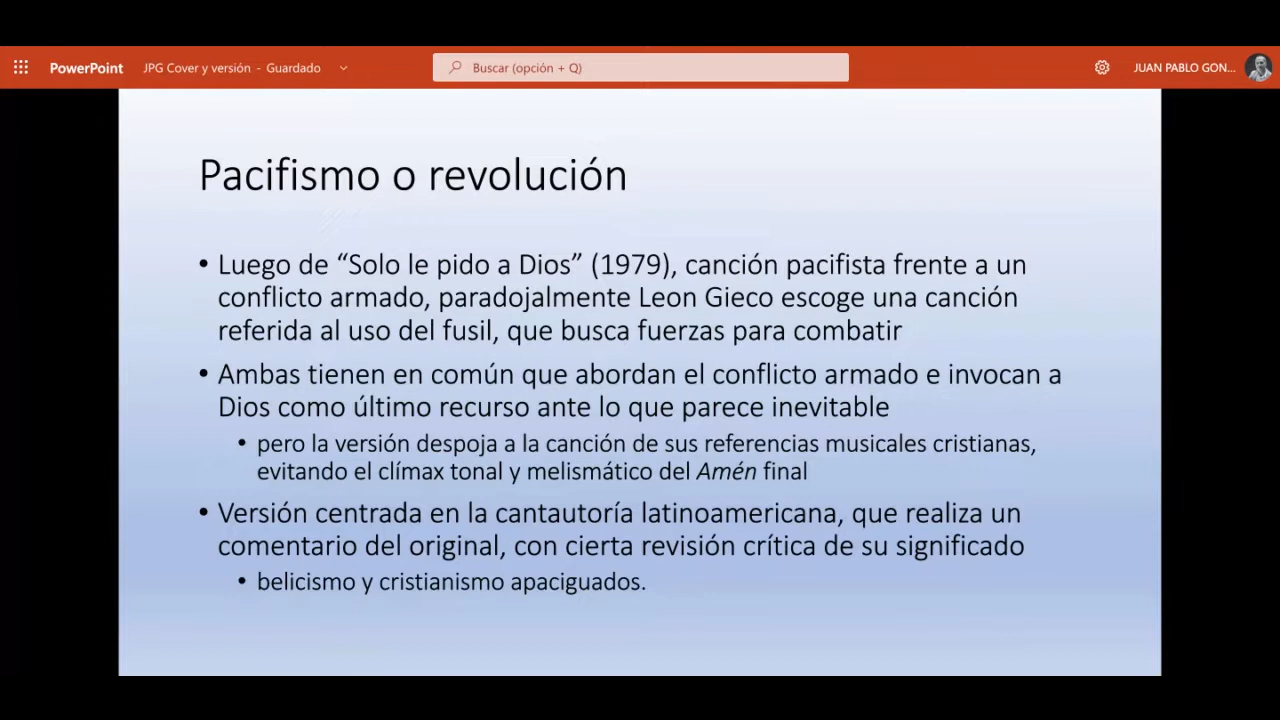 PowerPoint JPG Cover y versión - Guardado Buscar (opción + Q) JUAN PABLO GON...
Pacifismo o revolución
• Luego de “Solo le pido a Dios” (1979), canción pacifista frente a un
conflicto armado, paradojalmente Leon Gieco escoge una canción
referida al uso del fusil, que busca fuerzas para combatir
• Ambas tienen en común que abordan el conflicto armado e invocan a
Dios como último recurso ante lo que parece inevitable
• pero la versión despoja a la canción de sus referencias musicales cristianas,
evitando el clímax tonal y melismático del Amén final
• Versión centrada en la cantautoría latinoamericana, que realiza un
comentario del original, con cierta revisión crítica de su significado
• belicismo y cristianismo apaciguados.